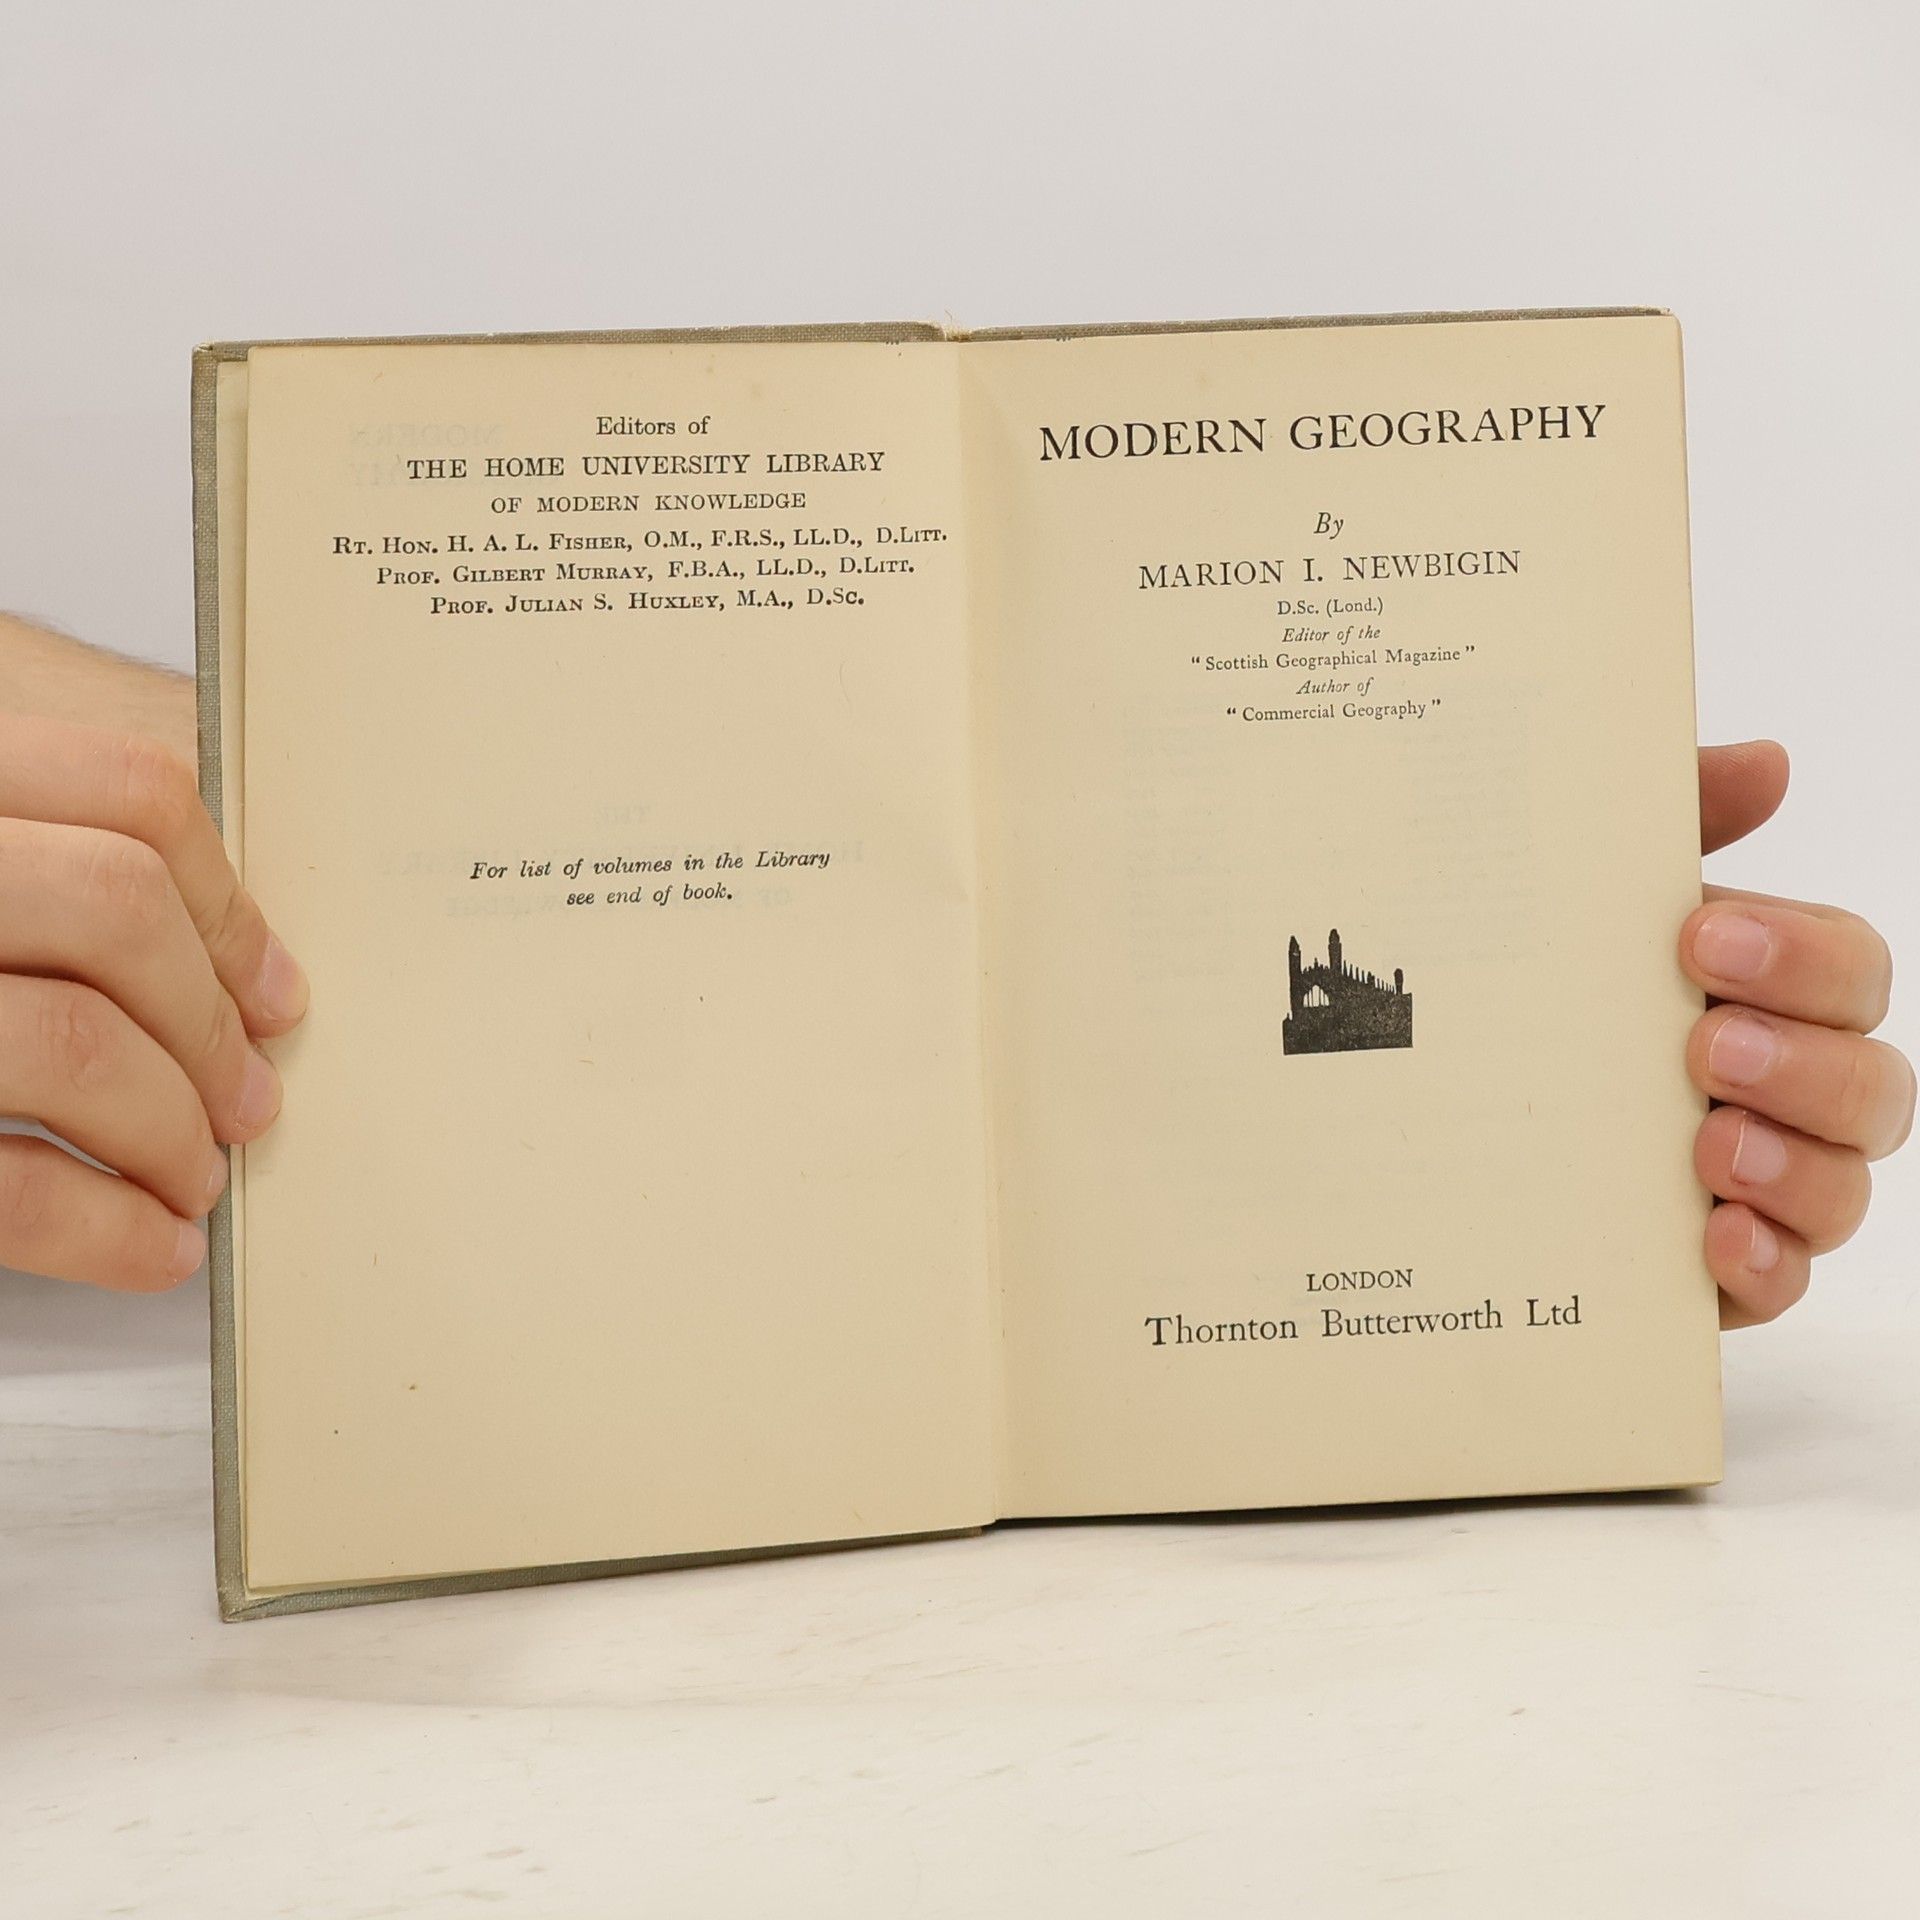 Editors of
THE HOME UNIVERSITY LIBRARY
OF MODERN KNOWLEDGE
RT. HON. H. A. L. FISHER, O.M., F.R.S., LL.D., D.LITT.
PROF. GILBERT MURRAY, F.B.A., LL.D., D.LITT.
PROF. JULIAN S. HUXLEY, M.A., D.SC.
For list of volumes in the Library
see end of book.
MODERN GEOGRAPHY
By
MARION I. NEWBIGIN
D.Sc. (Lond.)
Editor of the
"Scottish Geographical Magazine"
Author of
"Commercial Geography"
LONDON
Thornton Butterworth Ltd